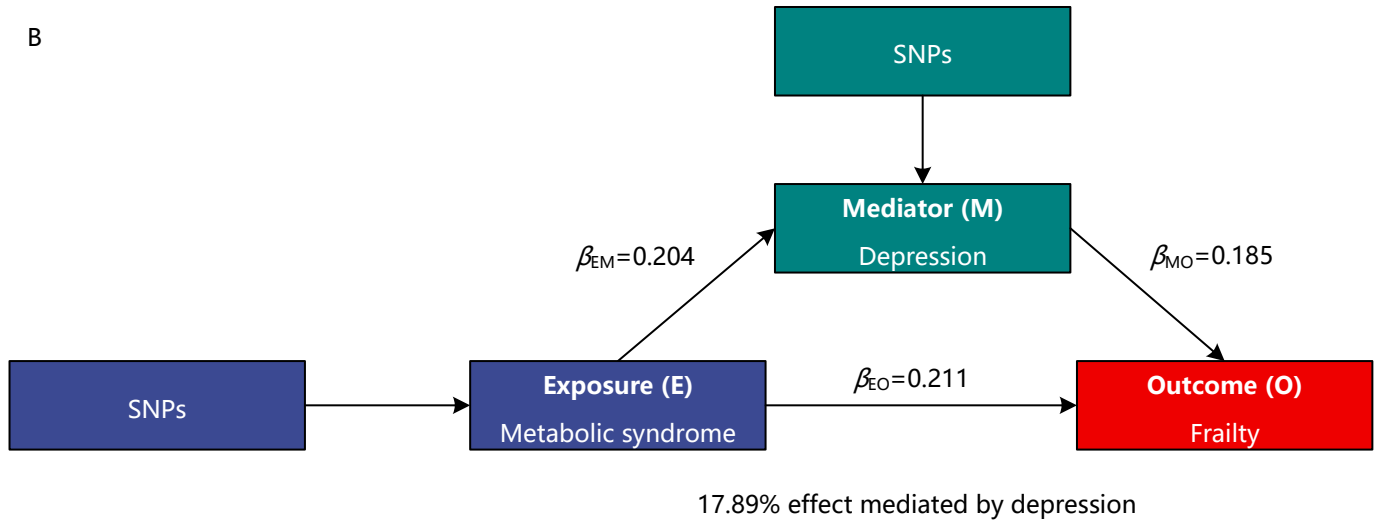 B
SNPs
Mediator (M)
Depression
βEM=0.204
βMO=0.185
SNPs
Exposure (E)
Metabolic syndrome
βEO=0.211
Outcome (O)
Frailty
17.89% effect mediated by depression